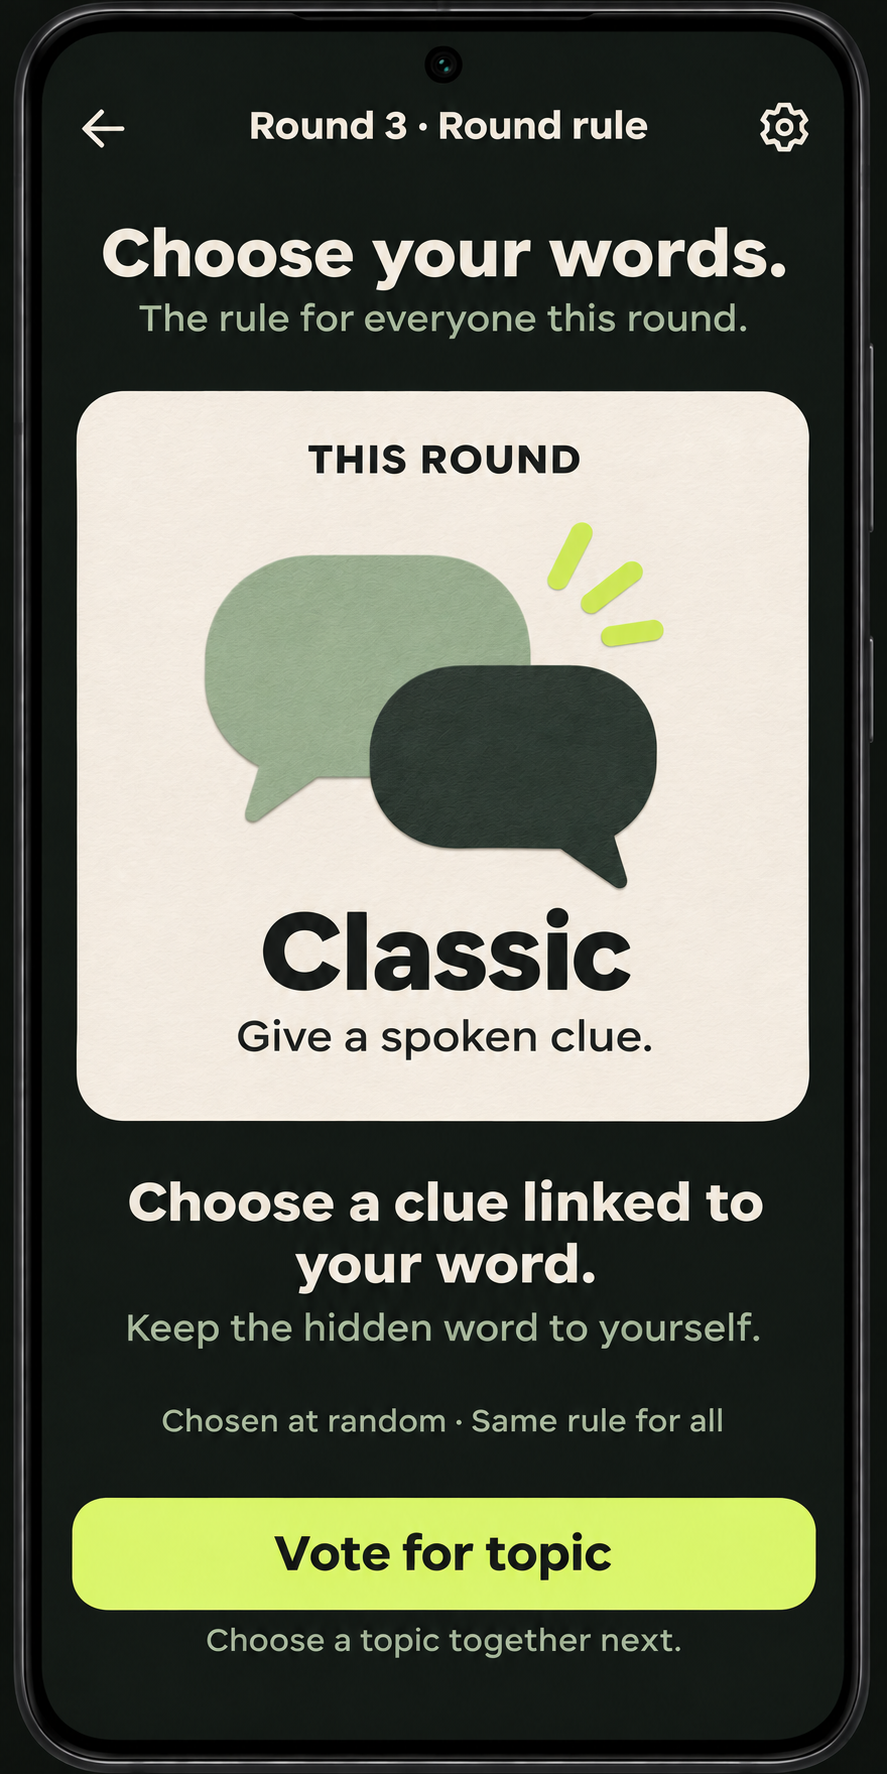 Round 3 · Round rule
Choose your words.
The rule for everyone this round.
THIS ROUND
Classic
Give a spoken clue.
Choose a clue linked to
your word.
Keep the hidden word to yourself.
Chosen at random · Same rule for all
Vote for topic
Choose a topic together next.